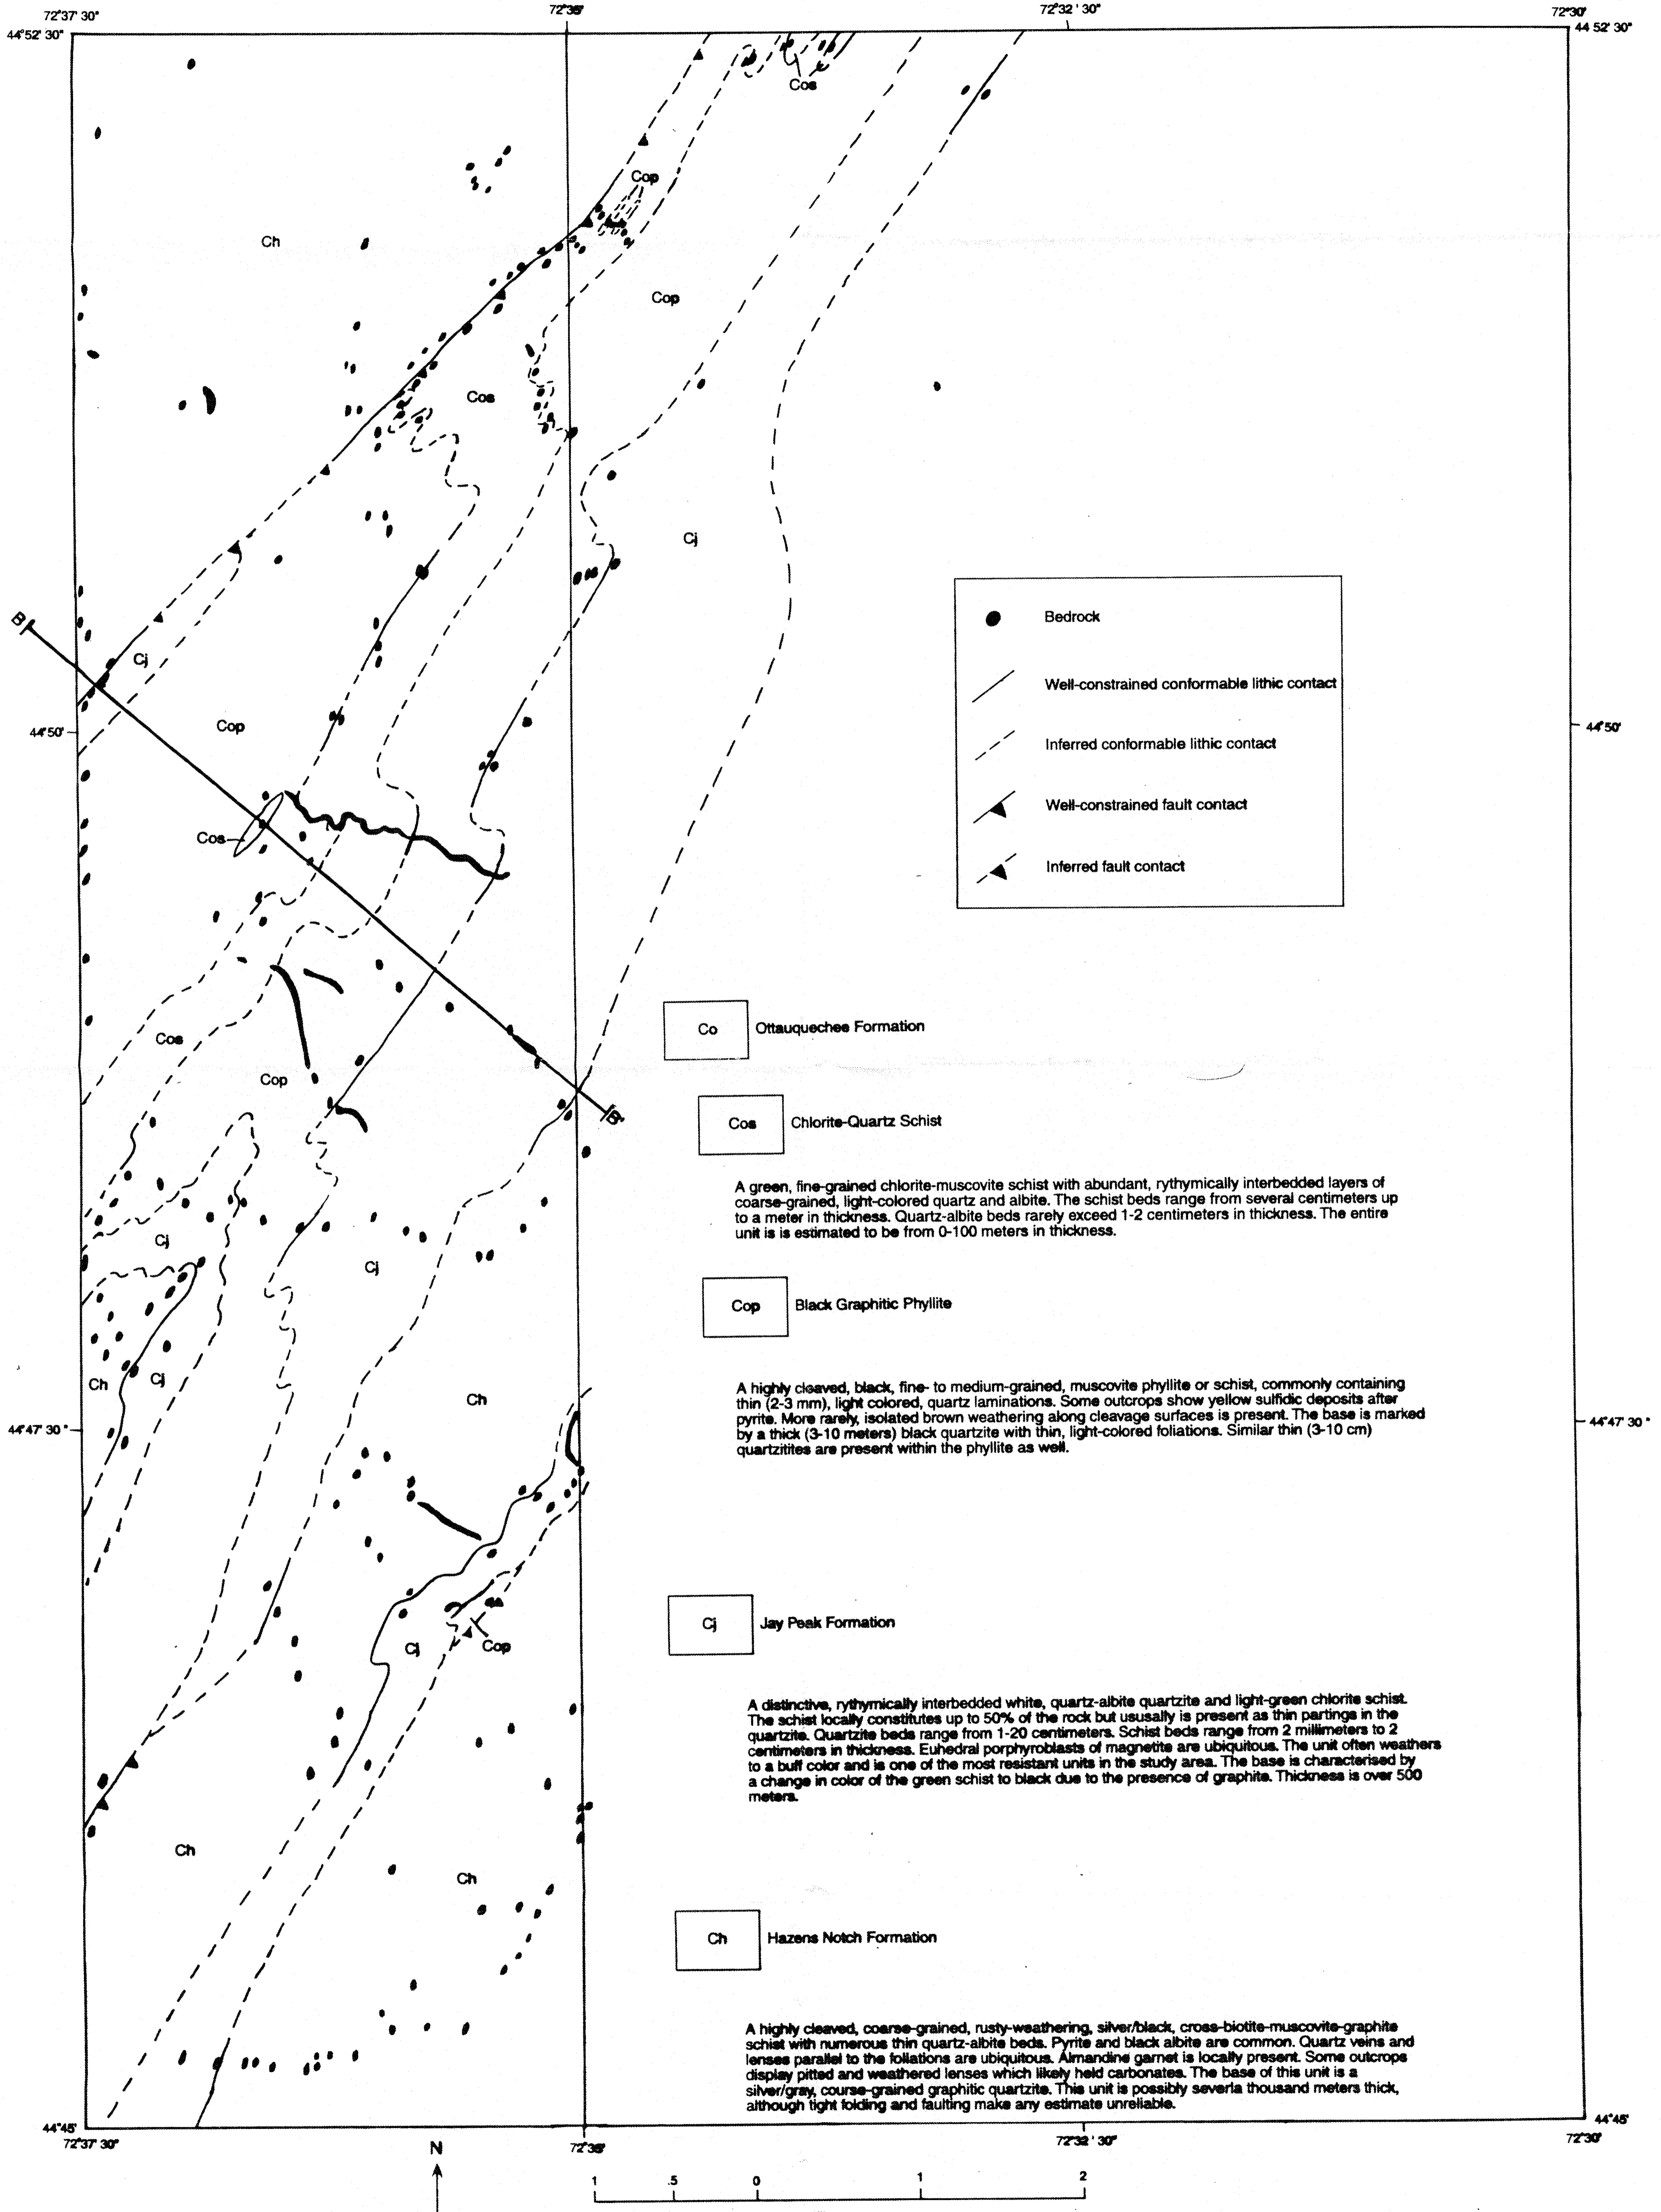 72°37' 30"
72°35'
72°32' 30"
72°30'
44°52' 30"
44 52' 30"
Cos
Cop
Ch
Cop
Cos
Cj
Bedrock
B
Well-constrained conformable lithic contact
Cj
Cop
44°50'
44°50'
Inferred conformable lithic contact
Well-constrained fault contact
Cos
Inferred fault contact
Co
Ottauquechee Formation
Cos
Cop
B'
Cos
Chlorite-Quartz Schist
A green, fine-grained chlorite-muscovite schist with abundant, rythymically interbedded layers of
coarse-grained, light-colored quartz and albite. The schist beds range from several centimeters up
to a meter in thickness. Quartz-albite beds rarely exceed 1-2 centimeters in thickness. The entire
unit is is estimated to be from 0-100 meters in thickness.
Cj
Cj
Cop
Black Graphitic Phyllite
Ch
Cj
Ch
A highly cleaved, black, fine- to medium-grained, muscovite phyllite or schist, commonly containing
thin (2-3 mm), light colored, quartz laminations. Some outcrops show yellow sulfidic deposits after
pyrite. More rarely, isolated brown weathering along cleavage surfaces is present. The base is marked
by a thick (3-10 meters) black quartzite with thin, light-colored foliations. Similar thin (3-10 cm)
quartzitites are present within the phyllite as well.
44°47' 30"
44°47' 30"
Cj
Cop
Cj
Jay Peak Formation
A distinctive, rythymically interbedded white, quartz-albite quartzite and light-green chlorite schist.
The schist locally constitutes up to 50% of the rock but ususally is present as thin partings in the
quartzite. Quartzite beds range from 1-20 centimeters. Schist beds range from 2 millimeters to 2
centimeters in thickness. Euhedral porphyroblasts of magnetite are ubiquitous. The unit often weathers
to a buff color and is one of the most resistant units in the study area. The base is characterised by
a change in color of the green schist to black due to the presence of graphite. Thickness is over 500
meters.
Ch
Ch
Ch
Hazens Notch Formation
A highly cleaved, coarse-grained, rusty-weathering, silver/black, cross-biotite-muscovite-graphite
schist with numerous thin quartz-albite beds. Pyrite and black albite are common. Quartz veins and
lenses parallel to the foliations are ubiquitous. Almandine garnet is locally present. Some outcrops
display pitted and weathered lenses which likely held carbonates. The base of this unit is a
silver/gray, course-grained graphitic quartzite. This unit is possibly severla thousand meters thick,
although tight folding and faulting make any estimate unreliable.
44°45'
44°45'
72°37' 30"
72°35'
72°32' 30"
72°30'
N
1 .5 0 1 2